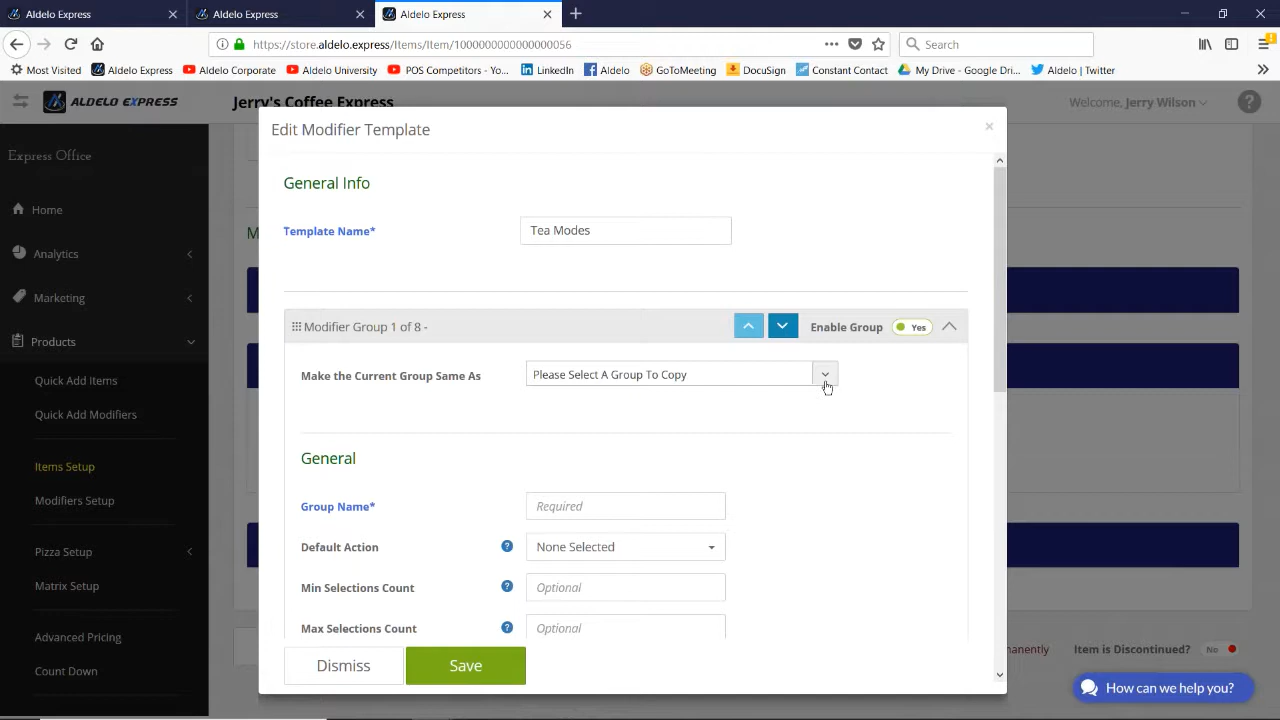 Aldelo Express
Aldelo Express
Aldelo Express
https://store.aldelo.express/Items/Item/1000000000000000056
Search
Most Visited
Aldelo Express
Aldelo Corporate
Aldelo University
POS Competitors - Yo...
LinkedIn
Aldelo
GoToMeeting
DocuSign
Constant Contact
My Drive - Google Dri...
Aldelo | Twitter
ALDELO EXPRESS
Jerry's Coffee Express
Welcome, Jerry Wilson
Express Office
Home
Analytics
Marketing
Products
Quick Add Items
Quick Add Modifiers
Items Setup
Modifiers Setup
Pizza Setup
Matrix Setup
Advanced Pricing
Count Down
Edit Modifier Template
General Info
Template Name*
Tea Modes
Modifier Group 1 of 8 -
Enable Group
Yes
Make the Current Group Same As
Please Select A Group To Copy
General
Group Name*
Required
Default Action
None Selected
Min Selections Count
Optional
Max Selections Count
Optional
Dismiss
Save
Item is Discontinued?
No
How can we help you?